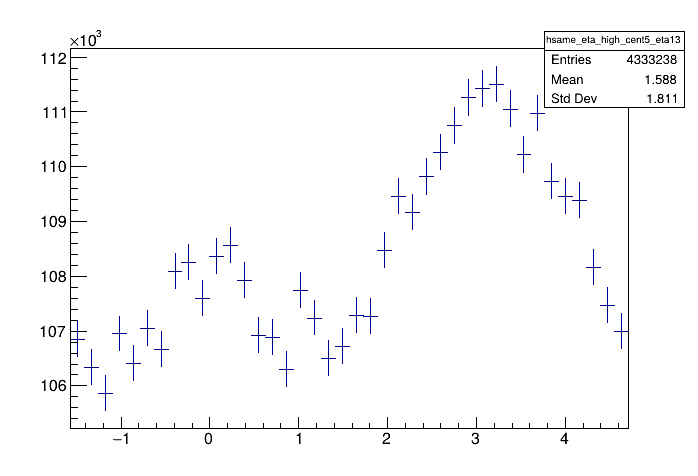 ×10³
hsame_eta_high_cent5_eta13
Entries 4333238
Mean 1.588
Std Dev 1.811
112
111
110
109
108
107
106
−1 0 1 2 3 4